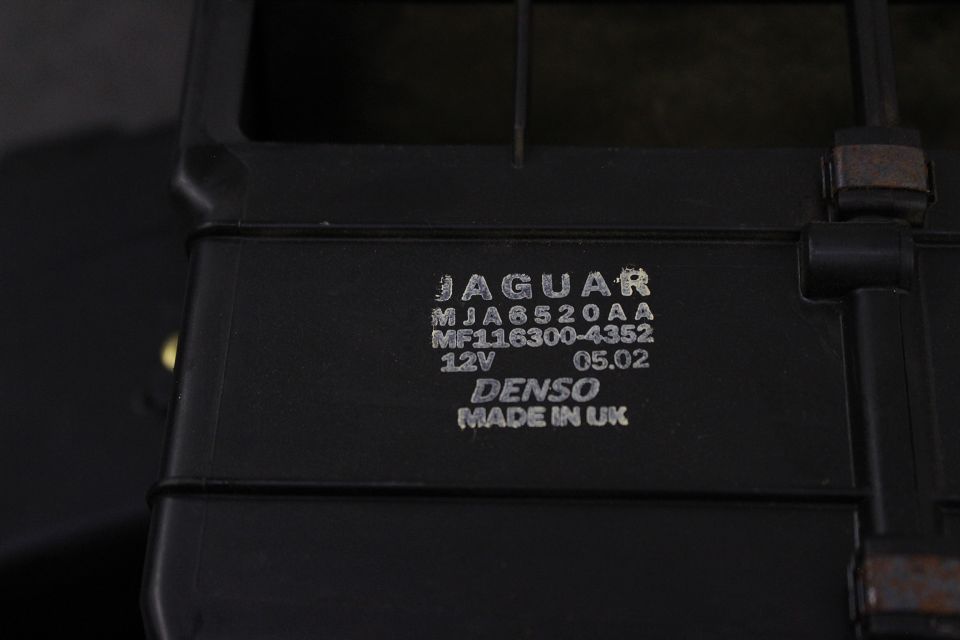 JAGUAR
MJA6520AA
MF116300-4352
12V 05.02
DENSO
MADE IN UK